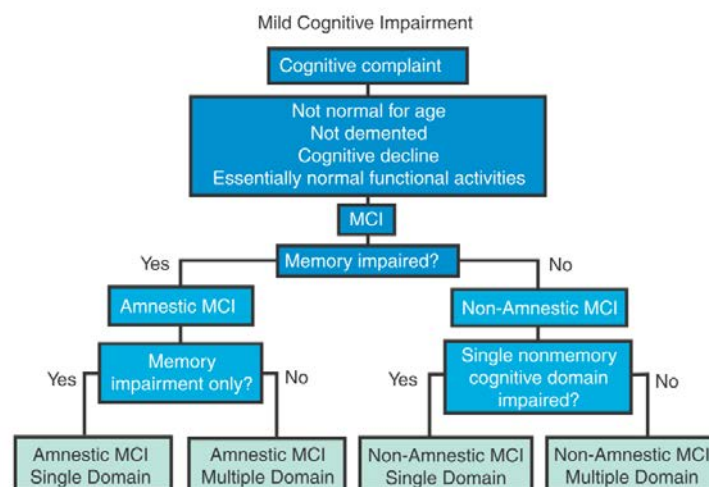 Mild Cognitive Impairment
Cognitive complaint
Not normal for age
Not demented
Cognitive decline
Essentially normal functional activities
MCI
Yes
Memory impaired?
No
Amnestic MCI
Non-Amnestic MCI
Yes
Memory
impairment only?
No
Yes
Single nonmemory
cognitive domain
impaired?
No
Amnestic MCI
Single Domain
Amnestic MCI
Multiple Domain
Non-Amnestic MCI
Single Domain
Non-Amnestic MCI
Multiple Domain